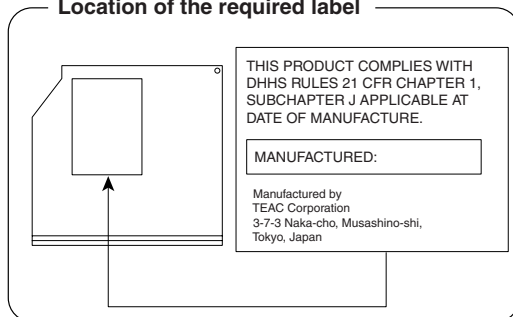 Location of the required label
THIS PRODUCT COMPLIES WITH
DHHS RULES 21 CFR CHAPTER 1,
SUBCHAPTER J APPLICABLE AT
DATE OF MANUFACTURE.
MANUFACTURED:
Manufactured by
TEAC Corporation
3-7-3 Naka-cho, Musashino-shi,
Tokyo, Japan